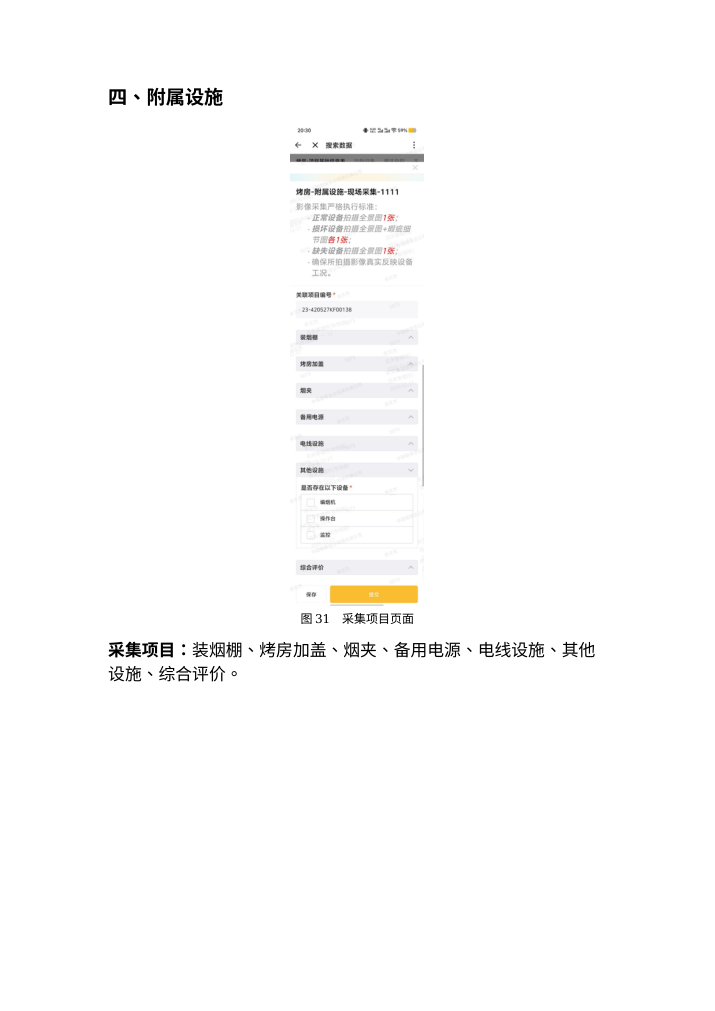 四、附属设施
20:30
59%
搜索数据
烤房-附属设施-现场采集-1111
影像采集严格执行标准:
· 正常设备拍摄全景图1张;
· 损坏设备拍摄全景图+瑕疵细
节图各1张;
· 缺失设备拍摄全景图1张;
· 确保所拍摄影像真实反映设备
工况。
关联项目编号 *
23-420527KF00138
装烟棚
烤房加盖
烟夹
备用电源
电线设施
其他设施
是否存在以下设备 *
编烟机
操作台
监控
综合评价
保存
提交
图 31 采集项目页面
采集项目：装烟棚、烤房加盖、烟夹、备用电源、电线设施、其他
设施、综合评价。